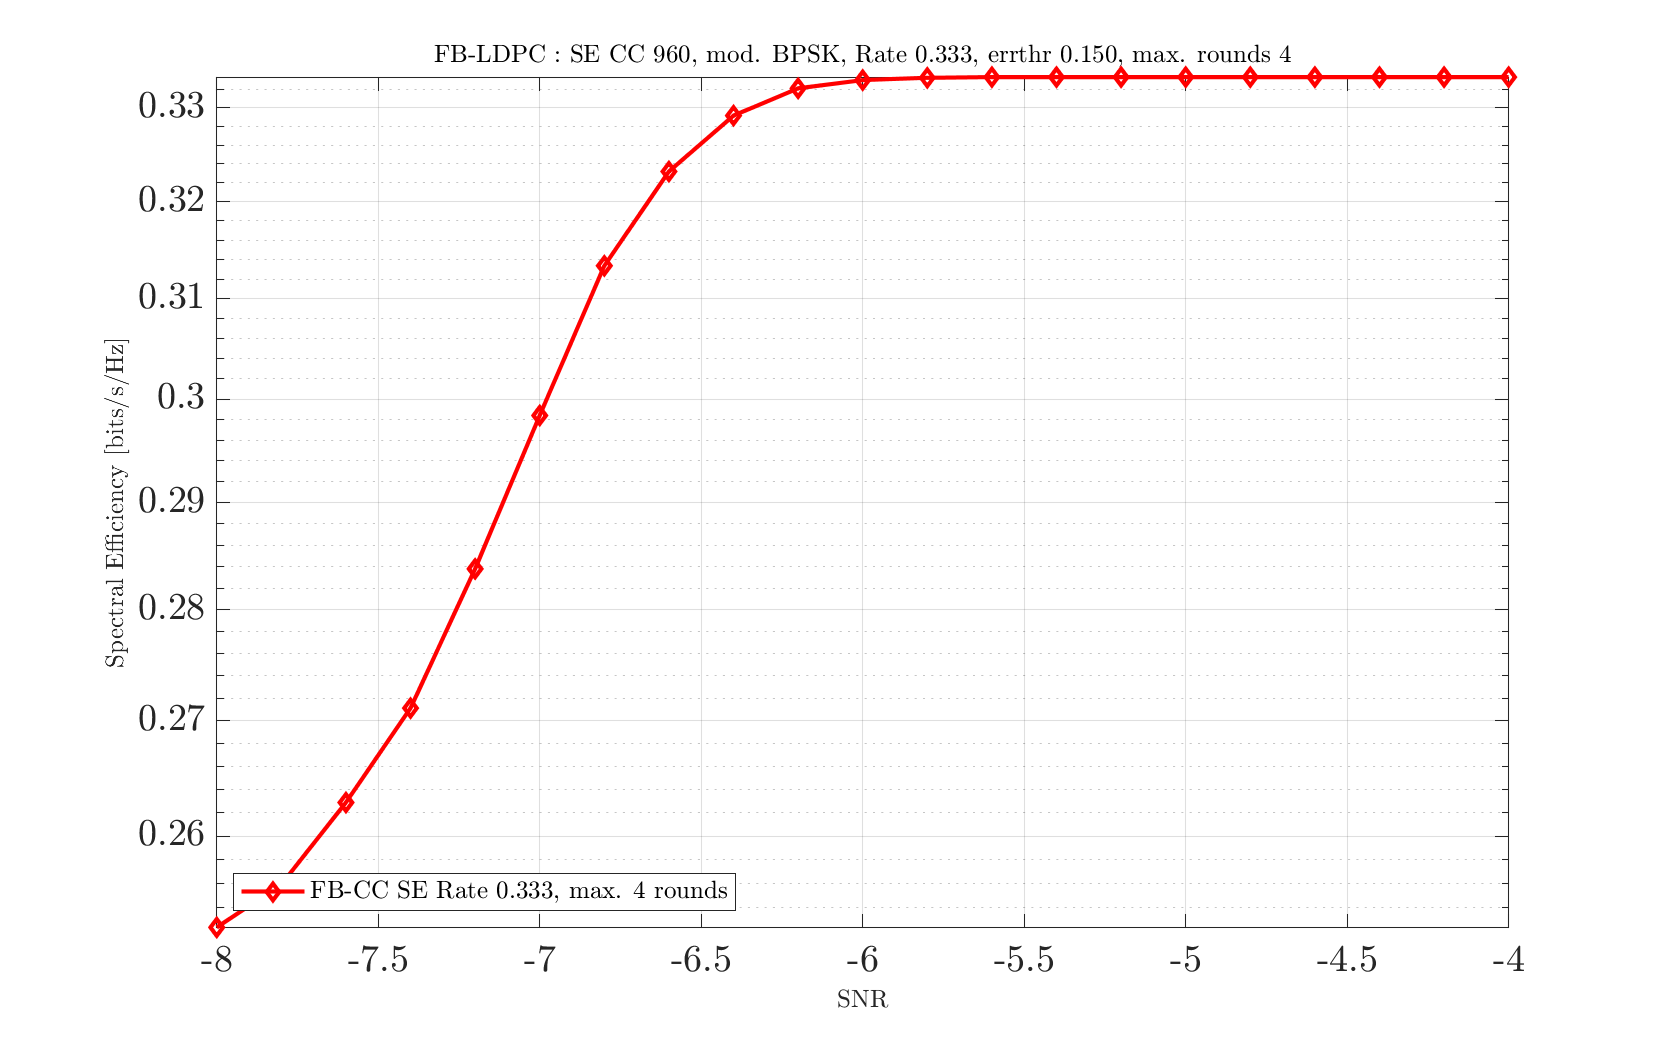 FB-LDPC : SE CC 960, mod. BPSK, Rate 0.333, errthr 0.150, max. rounds 4
0.33
0.32
0.31
0.3
0.29
0.28
0.27
0.26
Spectral Efficiency [bits/s/Hz]
FB-CC SE Rate 0.333, max. 4 rounds
-8 -7.5 -7 -6.5 -6 -5.5 -5 -4.5 -4
SNR